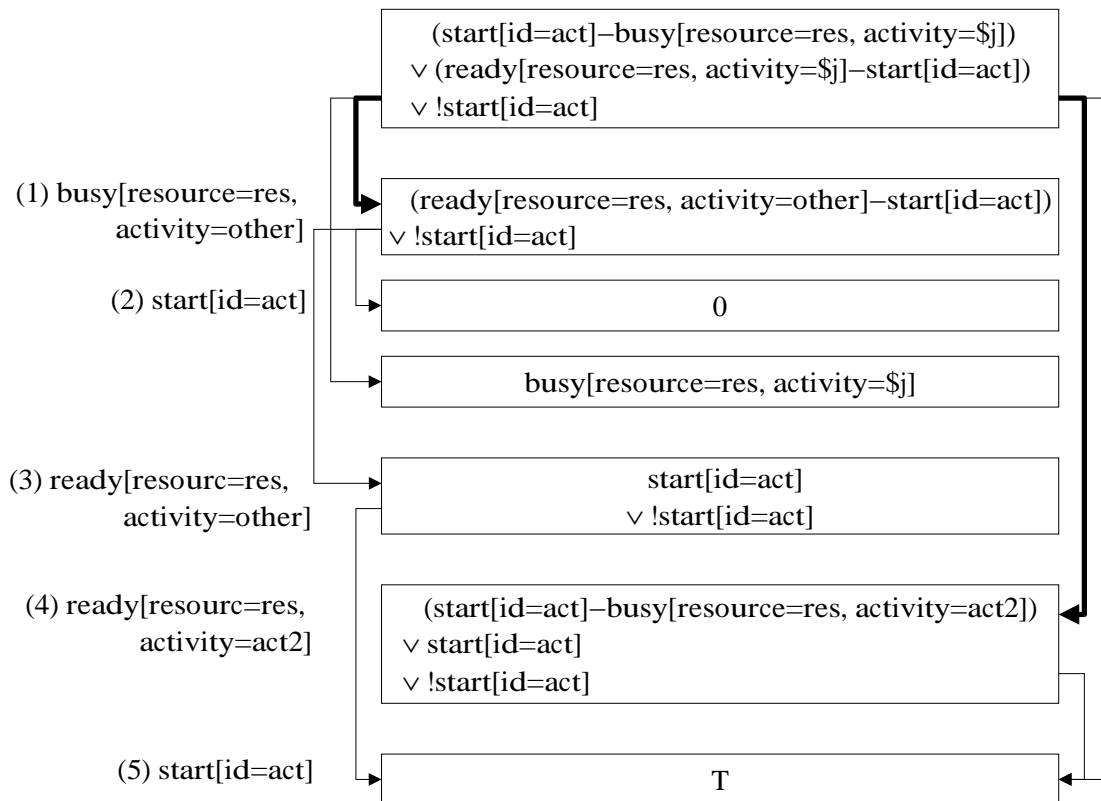 (start[id=act]–busy[resource=res, activity=$j])
∨ (ready[resource=res, activity=$j]–start[id=act])
∨ !start[id=act]
(1) busy[resource=res,
activity=other]
(ready[resource=res, activity=other]–start[id=act])
∨ !start[id=act]
(2) start[id=act]
0
busy[resource=res, activity=$j]
(3) ready[resourc=res,
activity=other]
start[id=act]
∨ !start[id=act]
(4) ready[resourc=res,
activity=act2]
(start[id=act]–busy[resource=res, activity=act2])
∨ start[id=act]
∨ !start[id=act]
(5) start[id=act]
T